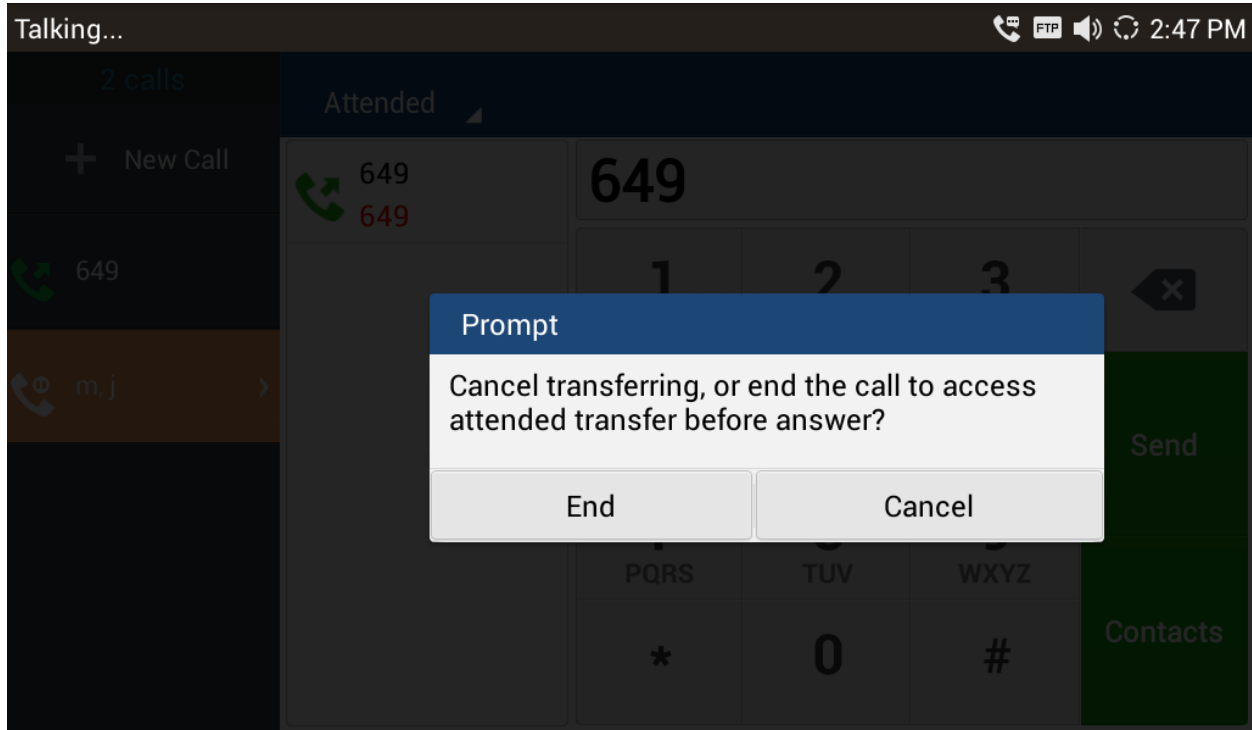 Talking...
FTP
2:47 PM
2 calls
Attended
New Call
649
649
649
1
2
3
649
m, j
Prompt
Cancel transferring, or end the call to access
attended transfer before answer?
End
Cancel
Send
PQRS
TUV
WXYZ
*
0
#
Contacts